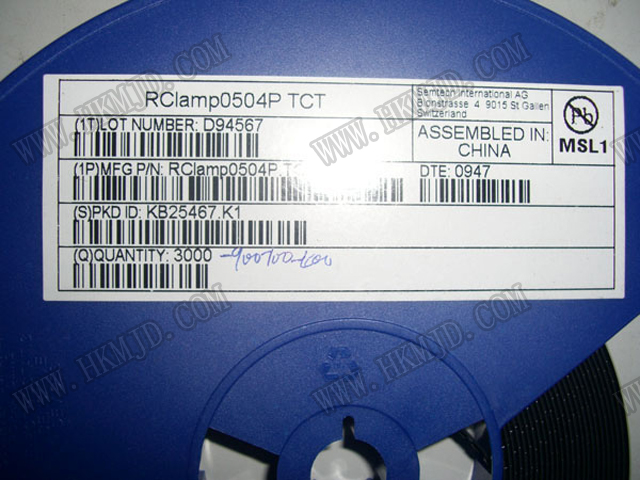 RClamp0504P TCT
Semtech International AG
Blonstrasse 4 9015 St Gallen
Switzerland
(1T)LOT NUMBER: D94567
ASSEMBLED IN:
CHINA
Pb
MSL1
(1P)MFG P/N: RClamp0504P.T
DTE: 0947
(S)PKD ID: KB25467.K1
(Q)QUANTITY: 3000
WWW.HKMJD.COM